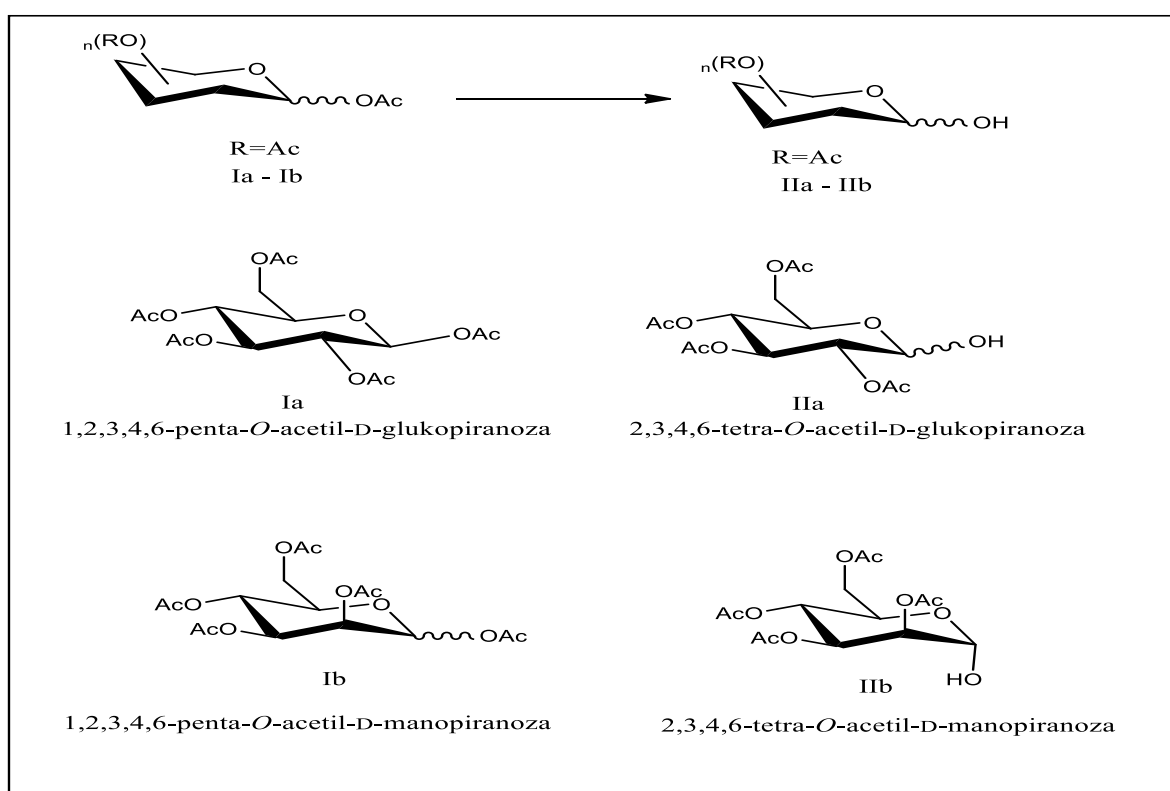 n(RO)
O
OAc
R=Ac
Ia - Ib
n(RO)
O
OH
R=Ac
IIa - IIb
OAc
AcO
O
AcO
OAc
OAc
Ia
1,2,3,4,6-penta-O-acetil-D-glukopiranoza
OAc
AcO
O
OH
AcO
OAc
IIa
2,3,4,6-tetra-O-acetil-D-glukopiranoza
OAc
OAc
AcO
O
AcO
OAc
Ib
1,2,3,4,6-penta-O-acetil-D-manopiranoza
OAc
OAc
AcO
O
AcO
HO
IIb
2,3,4,6-tetra-O-acetil-D-manopiranoza